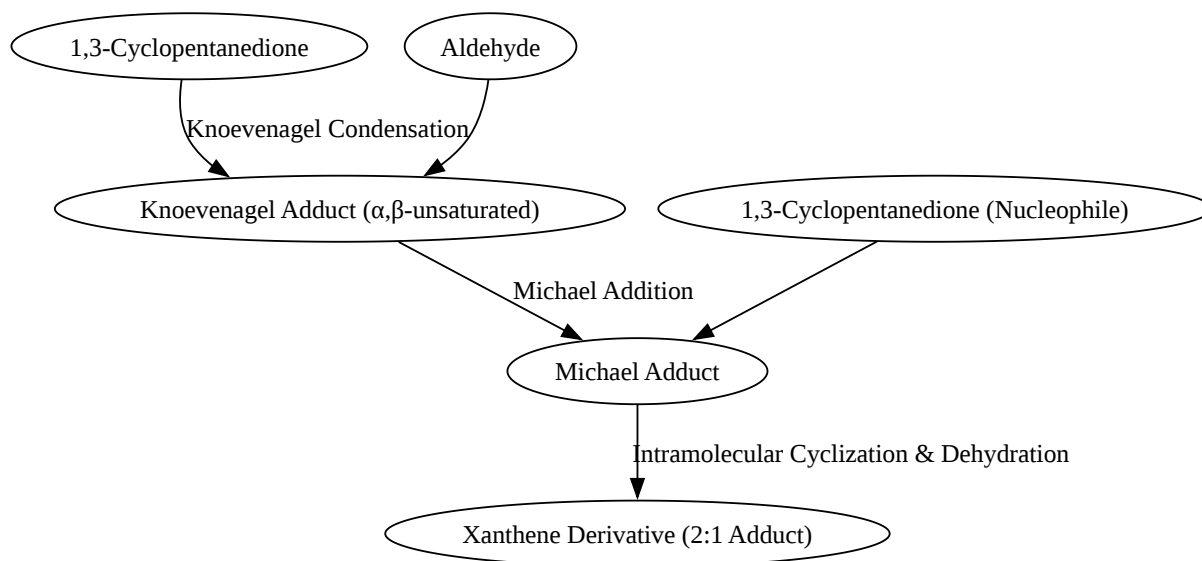 1,3-Cyclopentanedione
Aldehyde
Knoevenagel Condensation
Knoevenagel Adduct (α,β-unsaturated)
1,3-Cyclopentanedione (Nucleophile)
Michael Addition
Michael Adduct
Intramolecular Cyclization & Dehydration
Xanthene Derivative (2:1 Adduct)